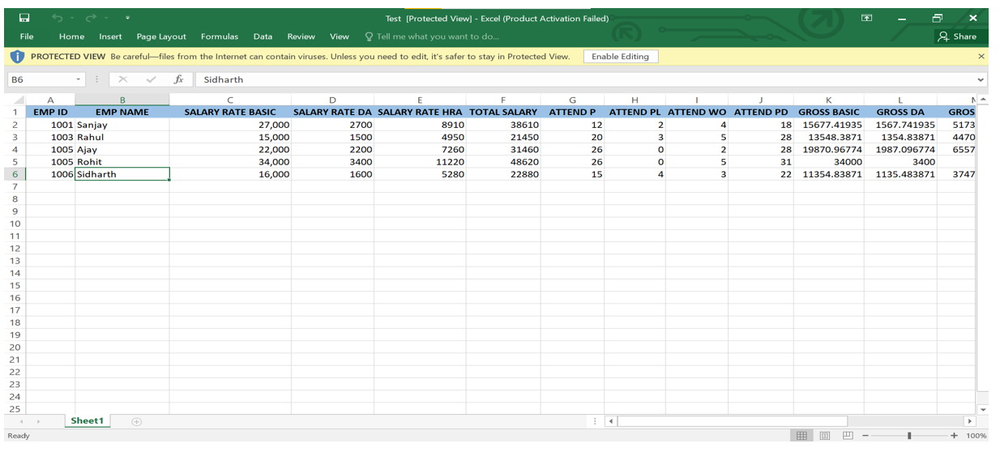 Test [Protected View] - Excel (Product Activation Failed)
File Home Insert Page Layout Formulas Data Review View Tell me what you want to do... Share
PROTECTED VIEW Be careful—files from the Internet can contain viruses. Unless you need to edit, it's safer to stay in Protected View. Enable Editing
B6 fx Sidharth
A B C D E F G H I J K L
1 EMP ID EMP NAME SALARY RATE BASIC SALARY RATE DA SALARY RATE HRA TOTAL SALARY ATTEND P ATTEND PL ATTEND WO ATTEND PD GROSS BASIC GROSS DA GROS
2 1001 Sanjay 27,000 2700 8910 38610 12 2 4 18 15677.41935 1567.741935 5173
3 1003 Rahul 15,000 1500 4950 21450 20 3 5 28 13548.3871 1354.83871 4470
4 1005 Ajay 22,000 2200 7260 31460 26 0 2 28 19870.96774 1987.096774 6557
5 1005 Rohit 34,000 3400 11220 48620 26 0 5 31 34000 3400
6 1006 Sidharth 16,000 1600 5280 22880 15 4 3 22 11354.83871 1135.483871 3747
7
8
9
10
11
12
13
14
15
16
17
18
19
20
21
22
23
24
25
Sheet1
Ready 100%